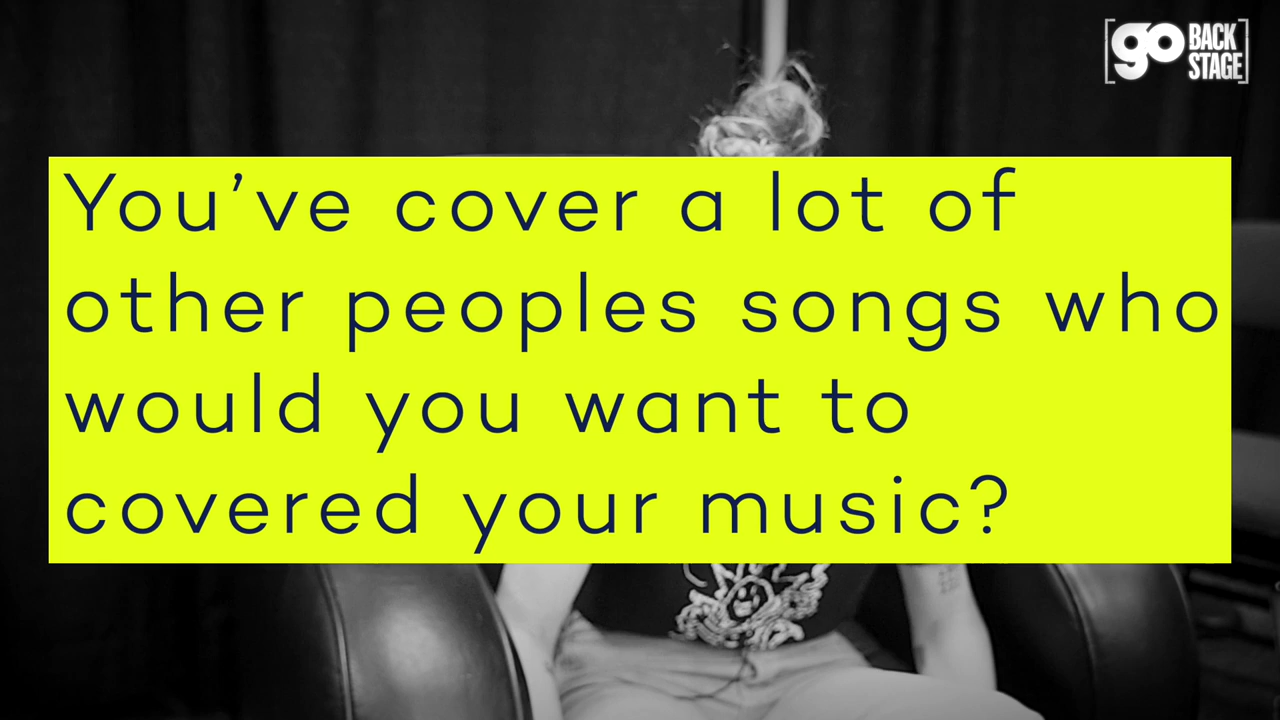 go BACK
STAGE
You’ve cover a lot of
other peoples songs who
would you want to
covered your music?